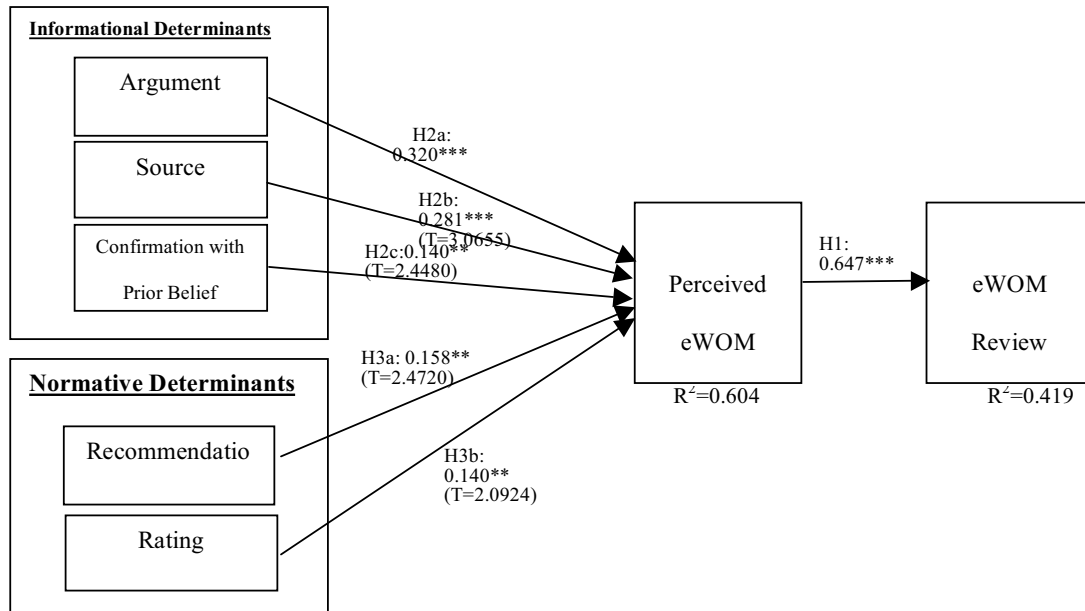 Informational Determinants
Argument
Source
Confirmation with
Prior Belief
Normative Determinants
Recommendatio
Rating
H2a:
0.320***
H2b:
0.281***
(T=3.0655)
H2c:0.140**
(T=2.4480)
H3a: 0.158**
(T=2.4720)
H3b:
0.140**
(T=2.0924)
Perceived
eWOM
R²=0.604
H1:
0.647***
eWOM
Review
R²=0.419